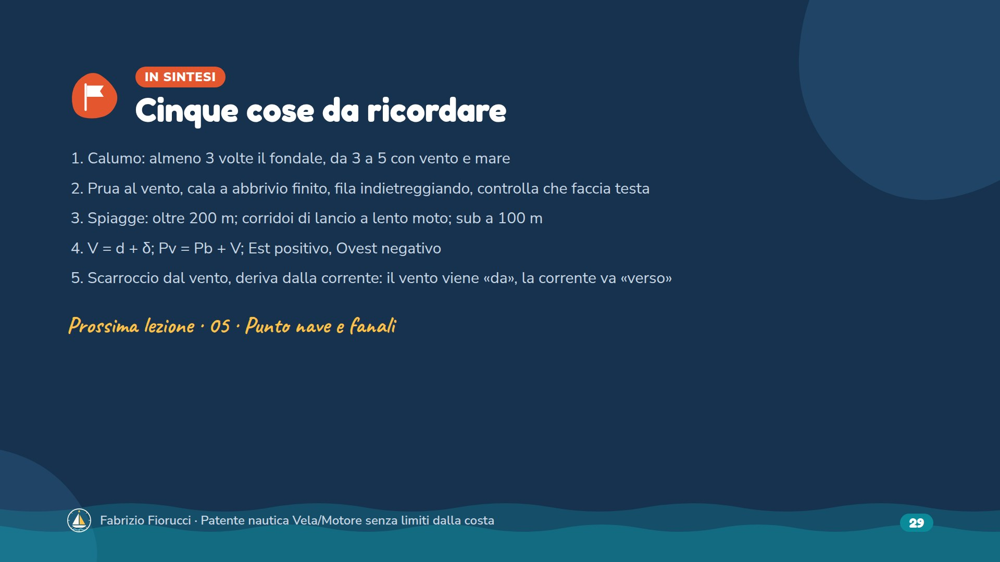 IN SINTESI
Cinque cose da ricordare
1. Calumo: almeno 3 volte il fondale, da 3 a 5 con vento e mare
2. Prua al vento, cala a abbrivio finito, fila indietreggiando, controlla che faccia testa
3. Spiagge: oltre 200 m; corridoi di lancio a lento moto; sub a 100 m
4. V = d + δ; Pv = Pb + V; Est positivo, Ovest negativo
5. Scarroccio dal vento, deriva dalla corrente: il vento viene «da», la corrente va «verso»
Prossima lezione · 05 · Punto nave e fanali
Fabrizio Fiorucci · Patente nautica Vela/Motore senza limiti dalla costa
29